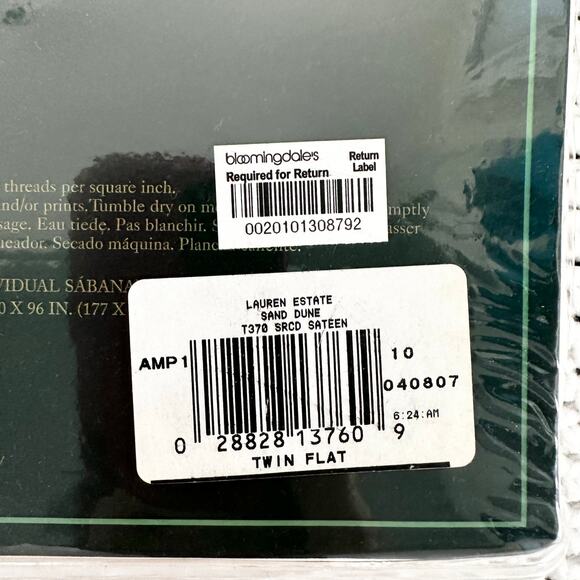 bloomingdale's Return
Required for Return Label
0020101308792
threads per square inch.
and/or prints. Tumble dry on
Eau tiede. Pas blanchir.
Secado máquina.
SÁBANA
X 96 IN. (177 X
LAUREN ESTATE
SAND DUNE
T370 SRCD SATEEN
AMP1 10
040807
6:24:AM
0 28828 13760 9
TWIN FLAT